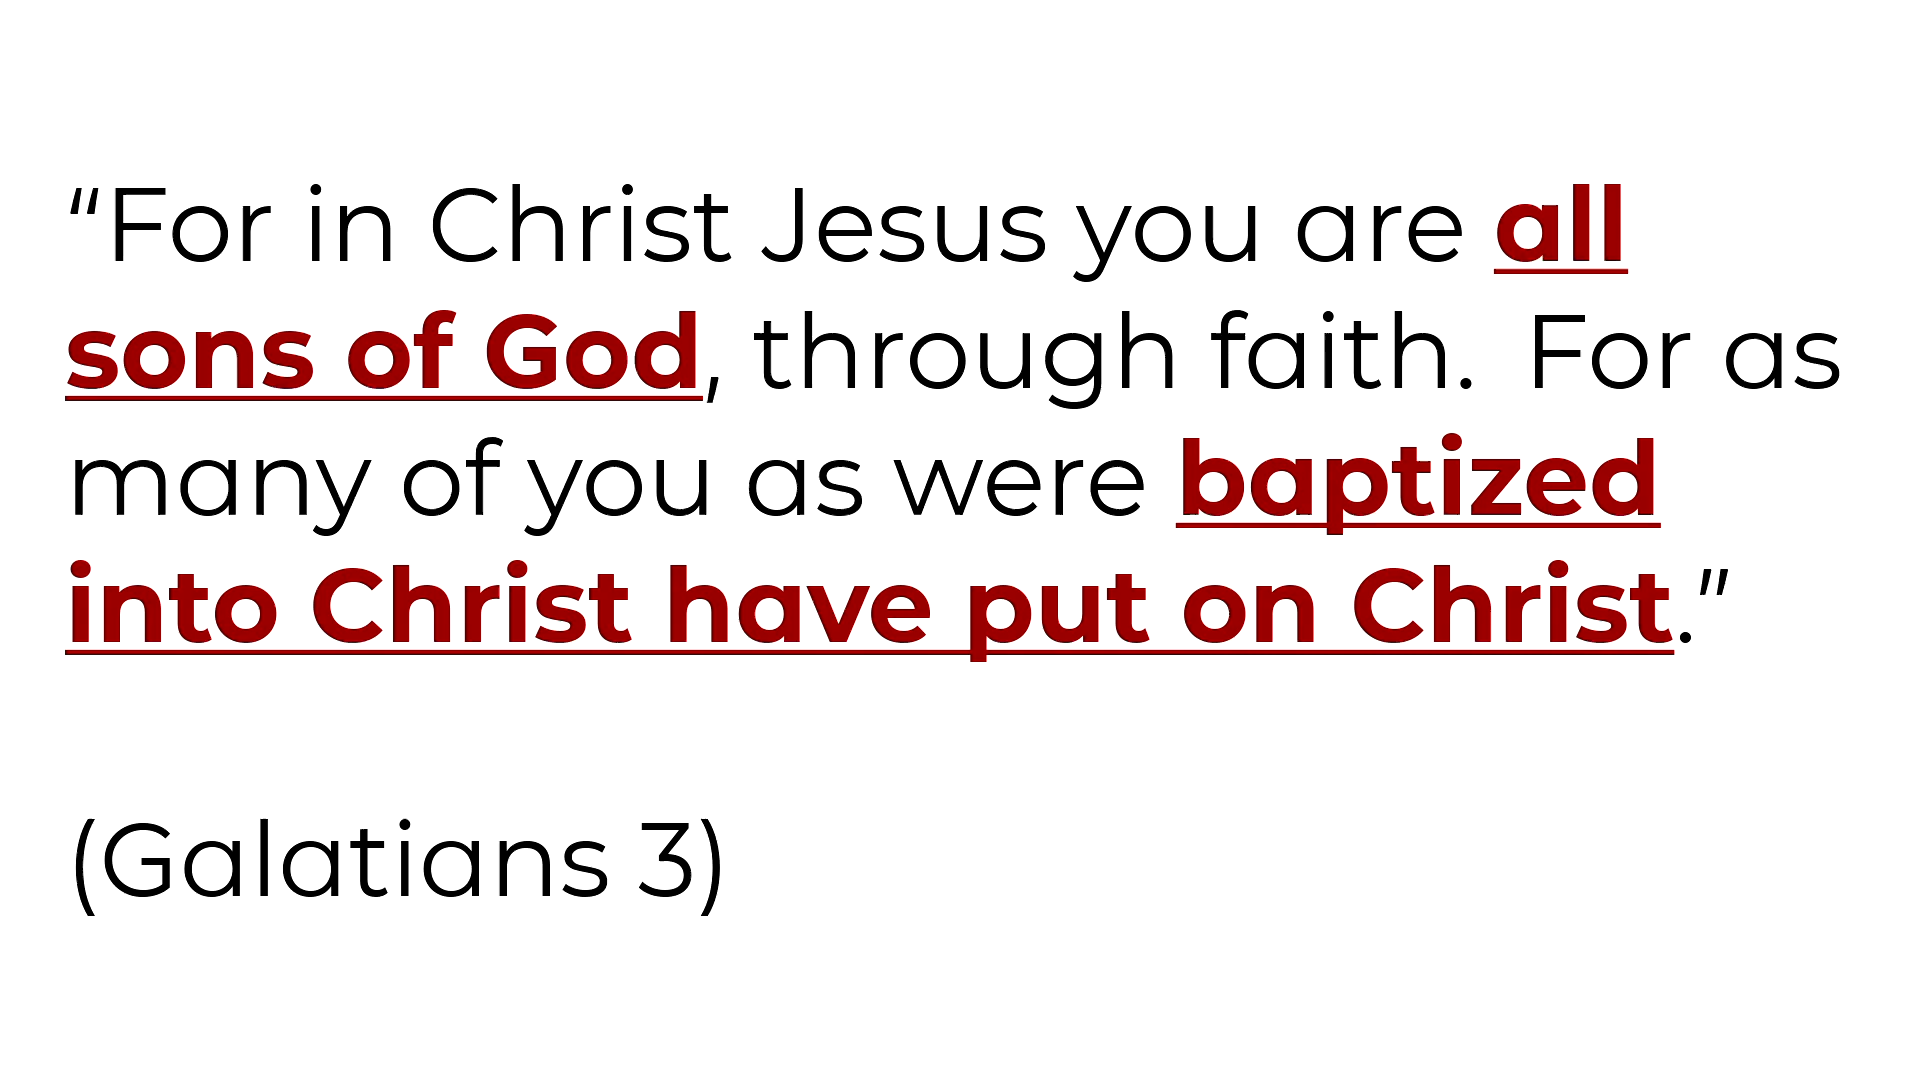 “For in Christ Jesus you are all
sons of God, through faith.  For as
many of you as were baptized
into Christ have put on Christ.”
(Galatians 3)